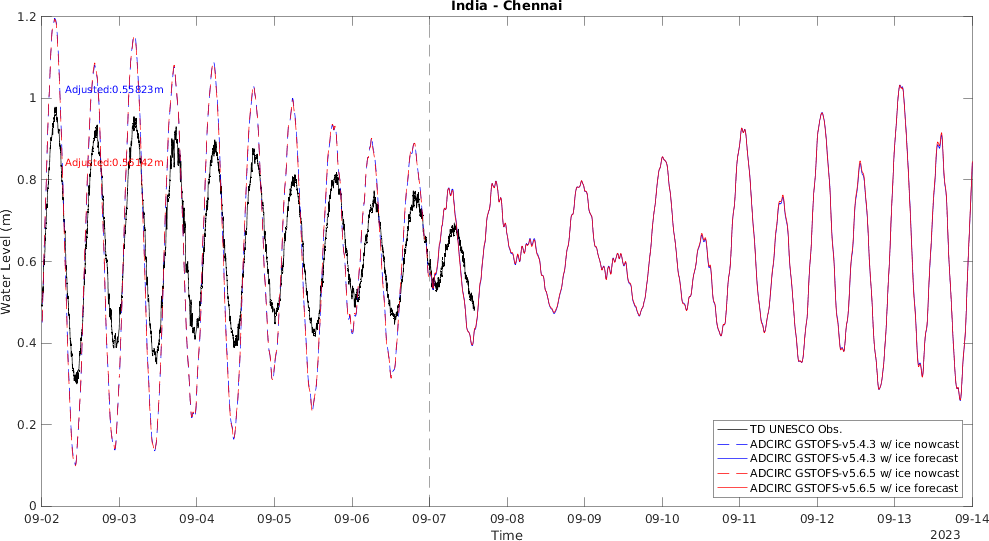 India - Chennai
1.2
1
0.8
0.6
0.4
0.2
0
Water Level (m)
Adjusted:0.55823m
Adjusted:0.55142m
TD UNESCO Obs.
ADCIRC GSTOFS-v5.4.3 w/ ice nowcast
ADCIRC GSTOFS-v5.4.3 w/ ice forecast
ADCIRC GSTOFS-v5.6.5 w/ ice nowcast
ADCIRC GSTOFS-v5.6.5 w/ ice forecast
09-02 09-03 09-04 09-05 09-06 09-07 09-08 09-09 09-10 09-11 09-12 09-13 09-14
Time
2023